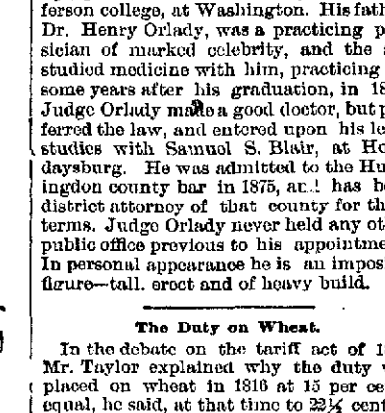 ferson college, at Washington. His fath
Dr. Henry Orlady, was a practicing p
sician of marked celebrity, and the
studied medicine with him, practicing
some years after his graduation, in 18
Judge Orlady made a good doctor, but p
ferred the law, and entered upon his le
studies with Samuel S. Blair, at Ho
daysburg. He was admitted to the Hu
ingdon county bar in 1875, and has b
district attorney of that county for th
terms. Judge Orlady never held any ot
public office previous to his appointme
In personal appearance he is an impos
figure—tall, erect and of heavy build.
The Duty on Wheat.
In the debate on the tariff act of 1
Mr. Taylor explained why the duty
placed on wheat in 1816 at 15 per ce
equal, he said, at that time to 22½ cen